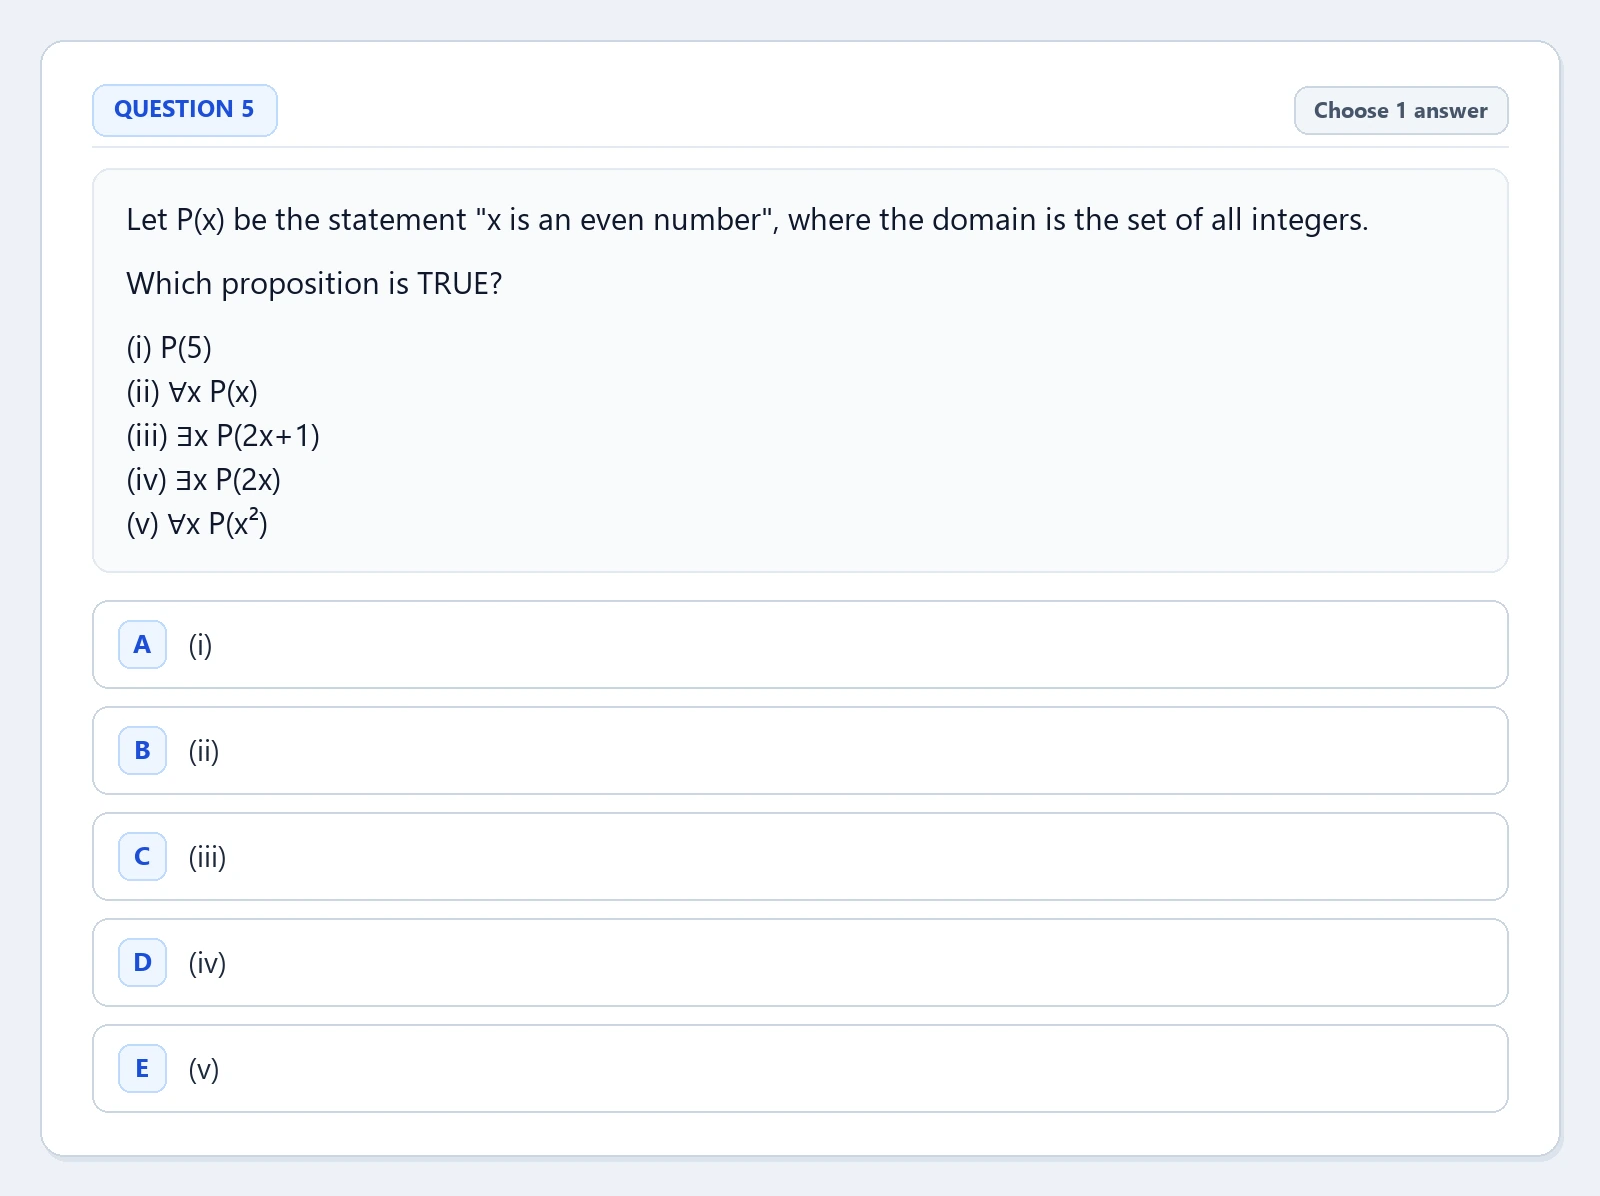 QUESTION 5
Choose 1 answer
Let P(x) be the statement "x is an even number", where the domain is the set of all integers.
Which proposition is TRUE?
(i) P(5)
(ii) ∀x P(x)
(iii) ∃x P(2x+1)
(iv) ∃x P(2x)
(v) ∀x P(x²)
A (i)
B (ii)
C (iii)
D (iv)
E (v)